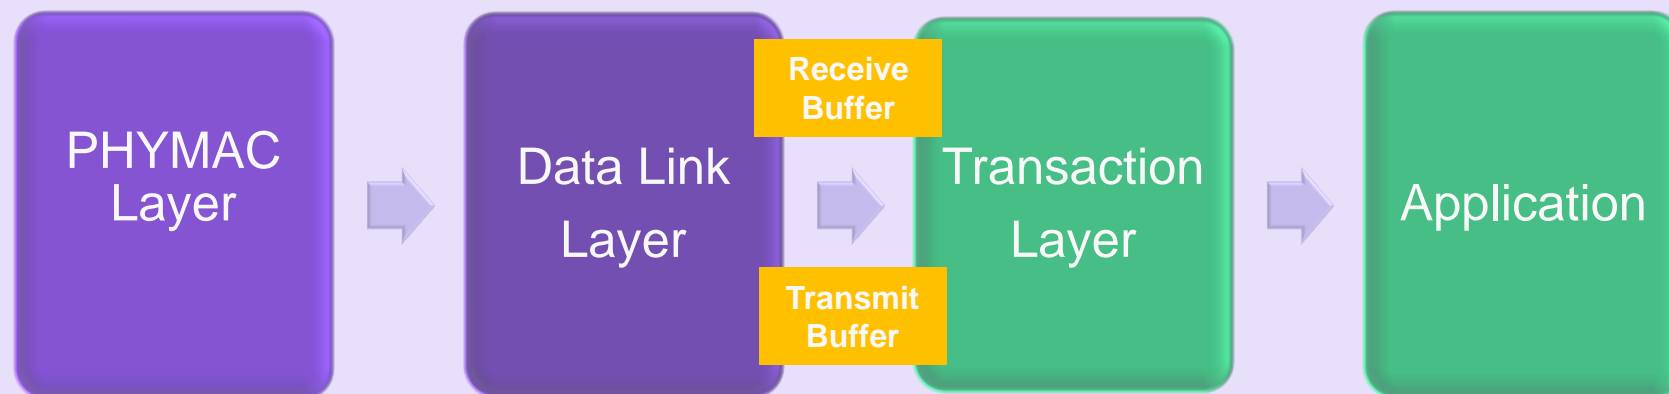 PHYMAC
Layer
Data Link
Layer
Receive
Buffer
Transmit
Buffer
Transaction
Layer
Application